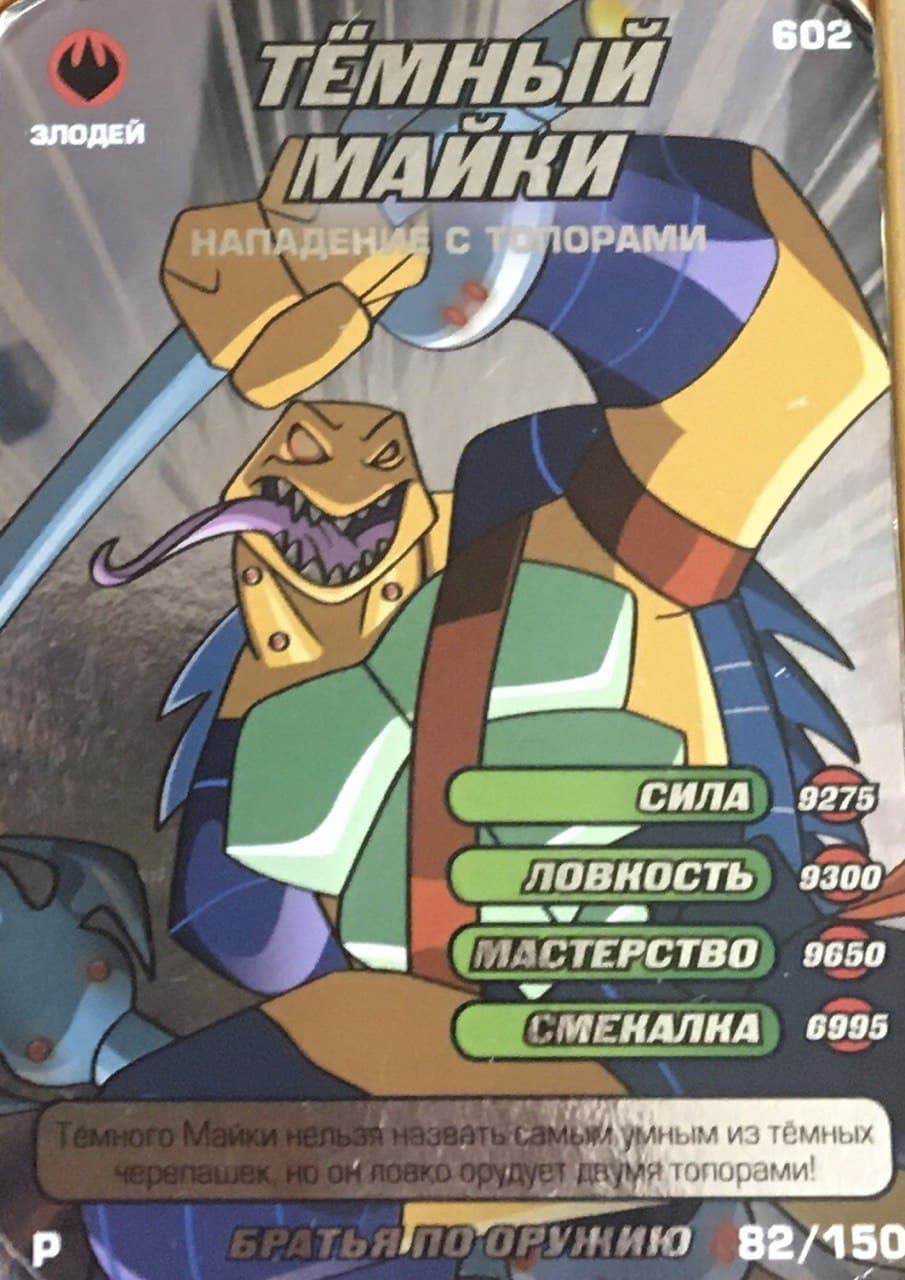 602
ТЁМНЫЙ
МАЙКИ
ЗЛОДЕЙ
НАПАДЕНИЕ С ТОПОРАМИ
СИЛА 9275
ЛОВКОСТЬ 9300
МАСТЕРСТВО 9650
СМЕКАЛКА 6995
Тёмного Майки нельзя назвать самым умным из тёмных
черепашек, но он ловко орудует двумя топорами!
Р БРАТЬЯ ПО ОРУЖИЮ 82/150